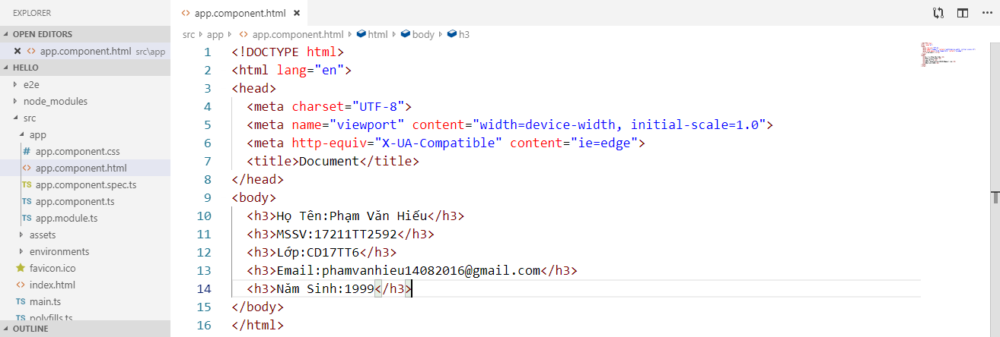 EXPLORER
OPEN EDITORS
app.component.html src\app
HELLO
e2e
node_modules
src
app
app.component.css
app.component.html
app.component.spec.ts
TS app.component.ts
TS app.module.ts
assets
environments
favicon.ico
index.html
TS main.ts
TS polyfills.ts
OUTLINE
app.component.html
src app app.component.html html body h3
1 <!DOCTYPE html>
2 <html lang="en">
3 <head>
4 <meta charset="UTF-8">
5 <meta name="viewport" content="width=device-width, initial-scale=1.0">
6 <meta http-equiv="X-UA-Compatible" content="ie=edge">
7 <title>Document</title>
8 </head>
9 <body>
10 <h3>Họ Tên:Phạm Văn Hiếu</h3>
11 <h3>MSSV:17211TT2592</h3>
12 <h3>Lớp:CD17TT6</h3>
13 <h3>Email:phamvanhieu14082016@gmail.com</h3>
14 <h3>Năm Sinh:1999</h3>
15 </body>
16 </html>